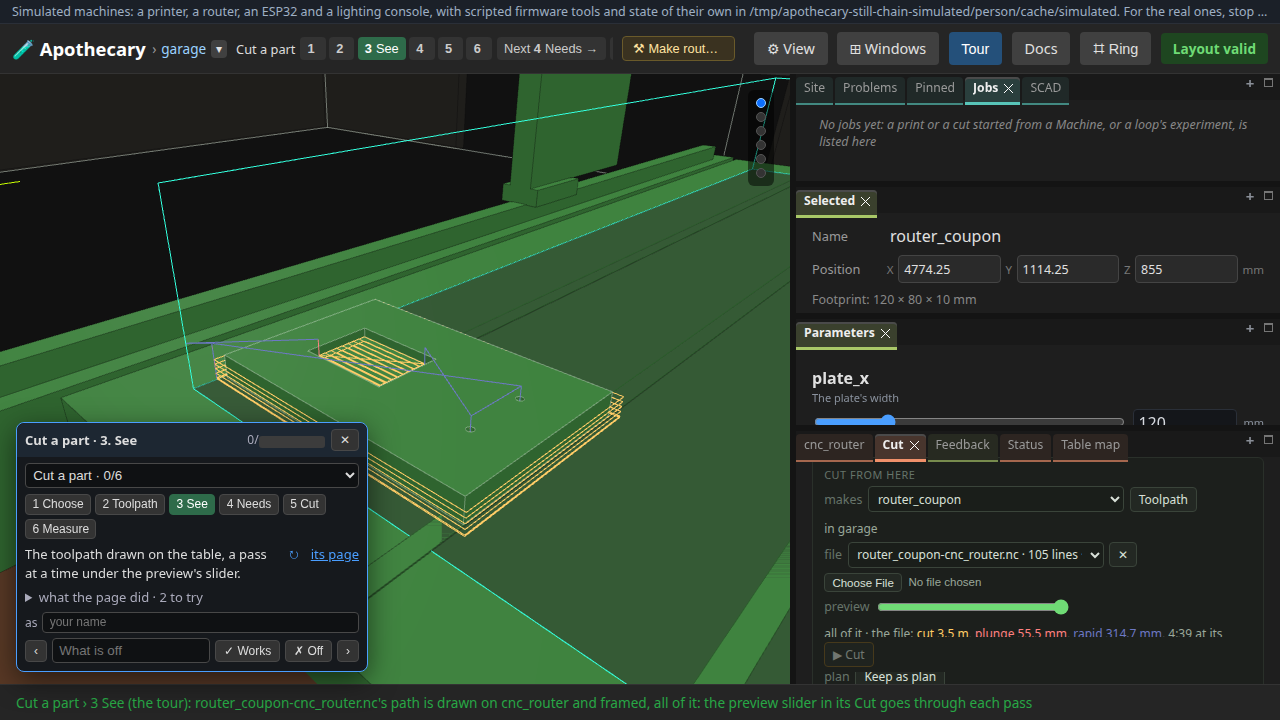 Simulated machines: a printer, a router, an ESP32 and a lighting console, with scripted firmware tools and state of their own in /tmp/apothecary-still-chain-simulated/person/cache/simulated. For the real ones, stop ...
Apothecary › garage ▾ Cut a part 1 2 3 See 4 5 6 Next 4 Needs → ⚒ Make rout… View Windows Tour Docs Ring Layout valid
Site Problems Pinned Jobs SCAD
No jobs yet: a print or a cut started from a Machine, or a loop's experiment, is
listed here
Selected
Name router_coupon
Position X 4774.25 Y 1114.25 Z 855 mm
Footprint: 120 × 80 × 10 mm
Parameters
plate_x
The plate's width
120 mm
cnc_router Cut Feedback Status Table map
CUT FROM HERE
makes router_coupon Toolpath
in garage
file router_coupon-cnc_router.nc · 105 lines
Choose File No file chosen
preview
all of it · the file: cut 3.5 m, plunge 55.5 mm, rapid 314.7 mm, 4:39 at its
▶ Cut
plan Keep as plan
Cut a part · 3. See 0/
Cut a part · 0/6
1 Choose 2 Toolpath 3 See 4 Needs 5 Cut
6 Measure
The toolpath drawn on the table, a pass
at a time under the preview's slider.
↻ its page
▶ what the page did · 2 to try
as your name
‹ What is off ✓ Works ✗ Off ›
Cut a part › 3 See (the tour): router_coupon-cnc_router.nc's path is drawn on cnc_router and framed, all of it: the preview slider in its Cut goes through each pass